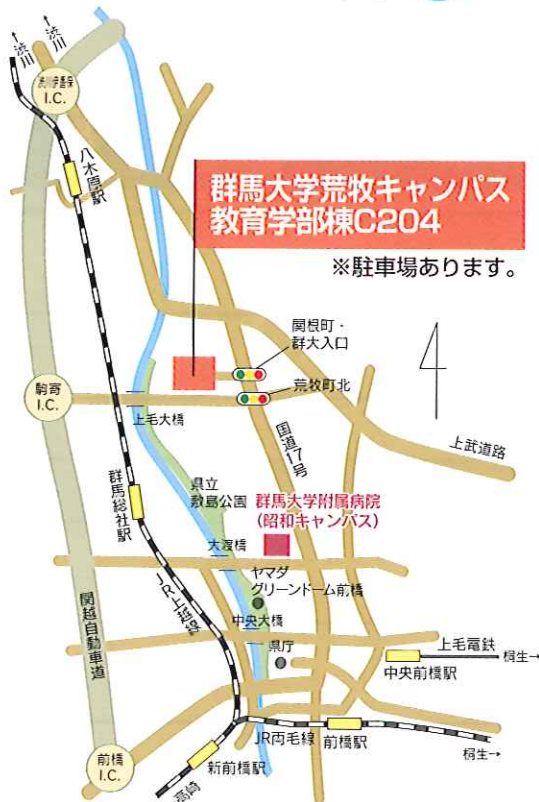 ←渋川
←渋川
渋川伊香保
I.C.
八木原駅
群馬大学荒牧キャンパス
教育学部棟C204
※駐車場あります。
関根町・
群大入口
荒牧町北
駒寄
I.C.
上毛大橋
国道17号
上武道路
群馬総社駅
県立
敷島公園
群馬大学附属病院
(昭和キャンパス)
大渡橋
ヤマダ
グリーンドーム前橋
JR上越線
関越自動車道
中央大橋
県庁
上毛電鉄
桐生→
中央前橋駅
JR両毛線
前橋駅
新前橋駅
桐生→
前橋
I.C.
高崎